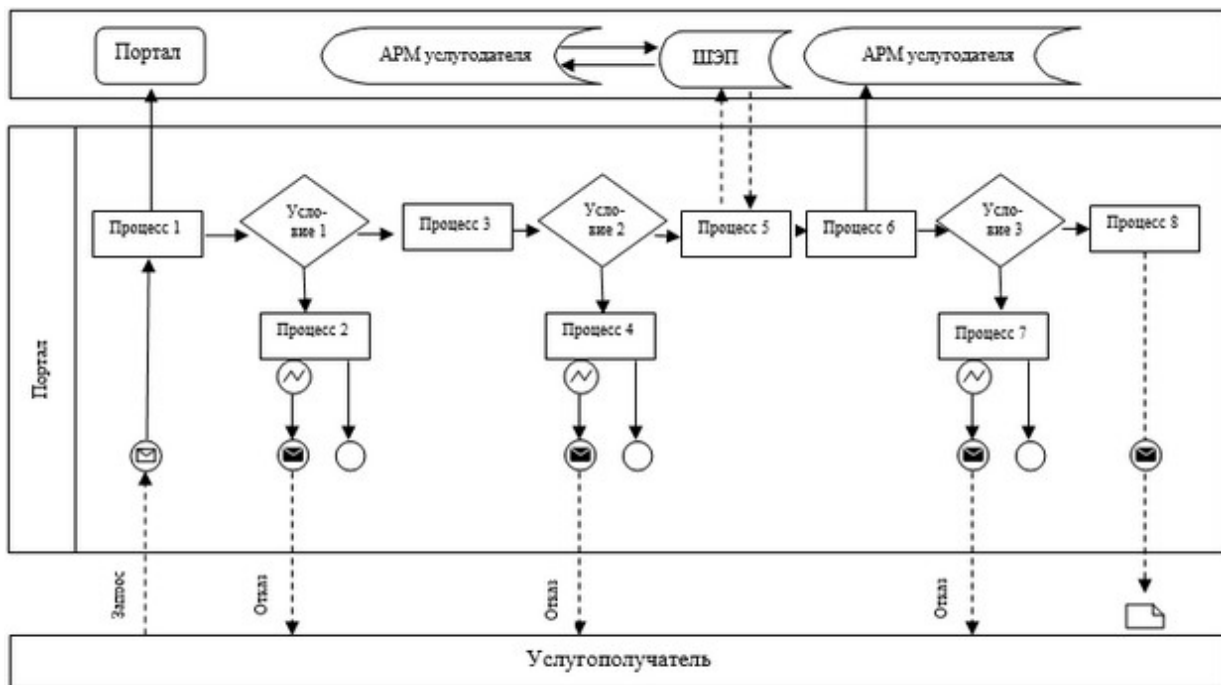 Портал
АРМ услугодателя
ШЭП
АРМ услугодателя
Портал
Процесс 1
Усло-
вие 1
Процесс 3
Усло-
вие 2
Процесс 5
Процесс 6
Усло-
вие 3
Процесс 8
Процесс 2
Процесс 4
Процесс 7
Запрос
Отказ
Отказ
Отказ
Услугополучатель